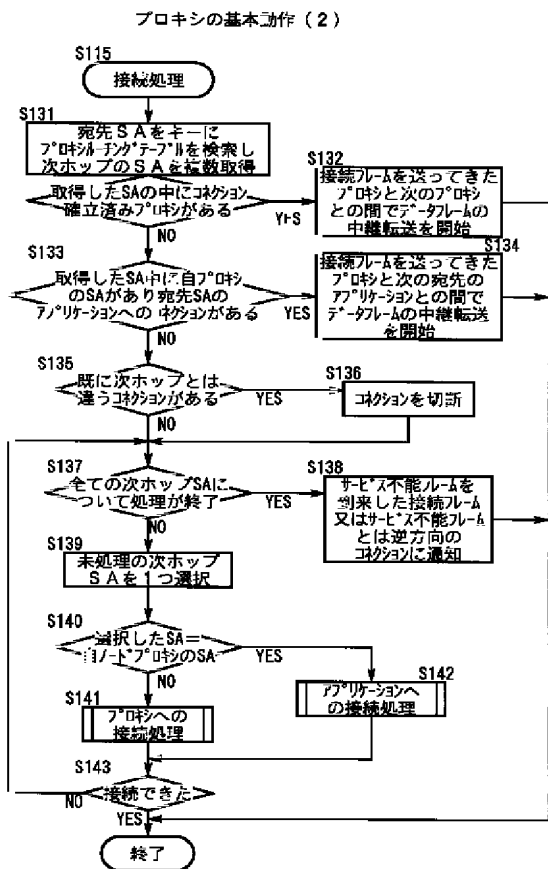 プロキシの基本動作(2)
S115
接続処理
S131
宛先SAをキーに
プロキシルーチングテーブルを検索し
次ホップのSAを複数取得
取得したSAの中にコネクション
確立済みプロキシがある
YES
NO
S132
接続フレームを送ってきた
プロキシと次のプロキシ
との間でデータフレームの
中継転送を開始
S133
取得したSA中に自プロキシ
のSAがあり宛先SAの
アプリケーションへの ネクションがある
YES
NO
S134
接続フレームを送ってきた
プロキシと次の宛先の
アプリケーションとの間で
データフレームの中継転送
を開始
S135
既に次ホップとは
違うコネクションがある
YES
NO
S136
コネクションを切断
S137
全ての次ホップSAに
ついて処理が終了
YES
NO
S138
サービス不能フレームを
到来した接続フレーム
又はサービス不能フレーム
とは逆方向の
コネクションに通知
S139
未処理の次ホップ
SAを1つ選択
S140
選択したSA=
自ノードプロキシのSA
YES
NO
S141
プロキシへの
接続処理
S142
アプリケーションへ
の接続処理
S143
接続できた
NO
YES
終了